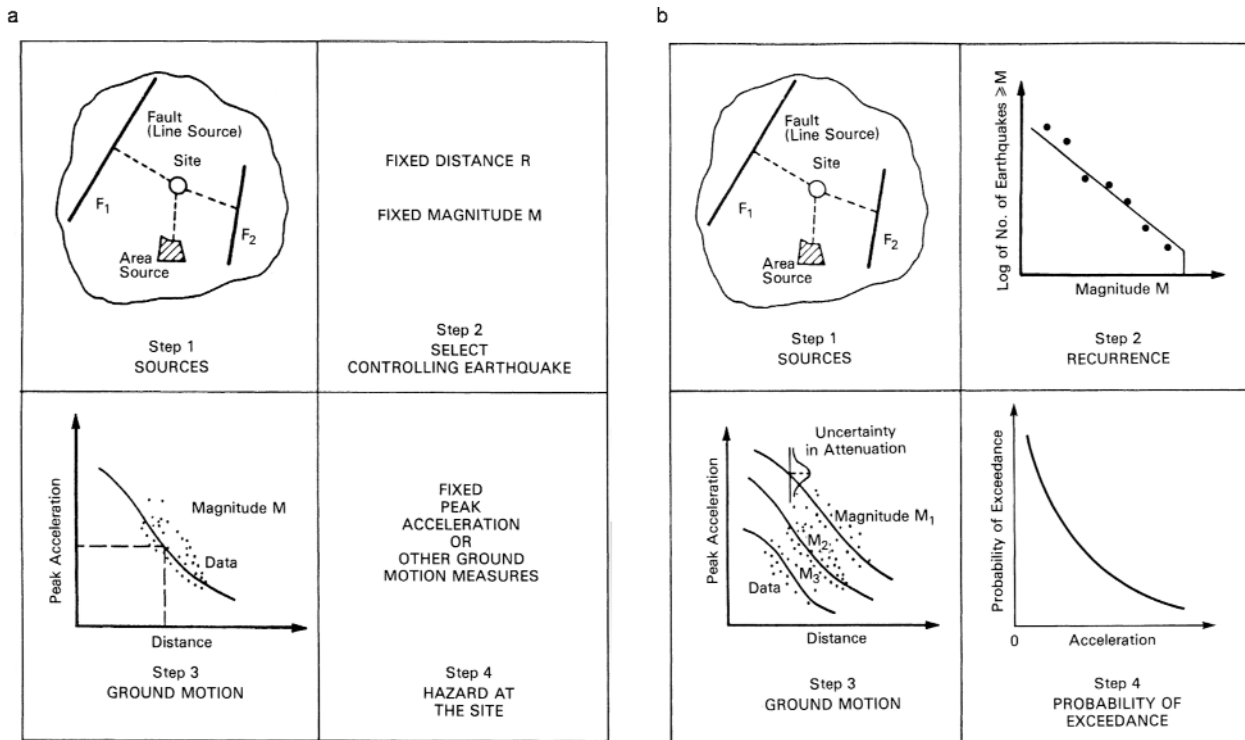 a
Fault
(Line Source)
Site
F1
F2
Area
Source
Step 1
SOURCES
FIXED DISTANCE R
FIXED MAGNITUDE M
Step 2
SELECT
CONTROLLING EARTHQUAKE
Peak Acceleration
Magnitude M
Data
Distance
Step 3
GROUND MOTION
FIXED
PEAK
ACCELERATION
OR
OTHER GROUND
MOTION MEASURES
Step 4
HAZARD AT
THE SITE
b
Fault
(Line Source)
Site
F1
F2
Area
Source
Step 1
SOURCES
Log of No. of Earthquakes ⩾ M
Magnitude M
Step 2
RECURRENCE
Peak Acceleration
Uncertainty
in Attenuation
Magnitude M1
M2
M3
Data
Distance
Step 3
GROUND MOTION
Probability of Exceedance
0
Acceleration
Step 4
PROBABILITY OF
EXCEEDANCE